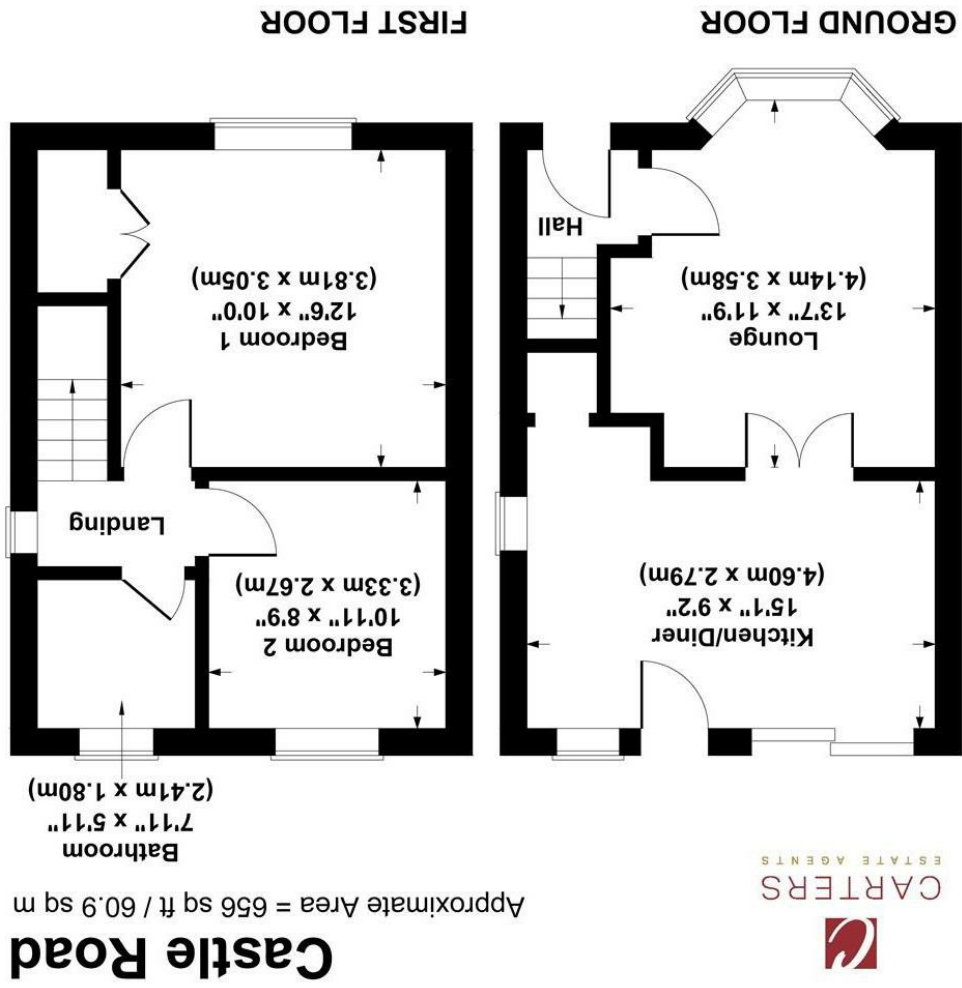 CARTERS
ESTATE AGENTS
Castle Road
Approximate Area = 656 sq ft / 60.9 sq m
Kitchen/Diner
15'1" x 9'2"
(4.60m x 2.79m)
Lounge
13'7" x 11'9"
(4.14m x 3.58m)
Hall
GROUND FLOOR
Bathroom
7'11" x 5'11"
(2.41m x 1.80m)
Bedroom 2
10'11" x 8'9"
(3.33m x 2.67m)
Landing
Bedroom 1
12'6" x 10'0"
(3.81m x 3.05m)
FIRST FLOOR